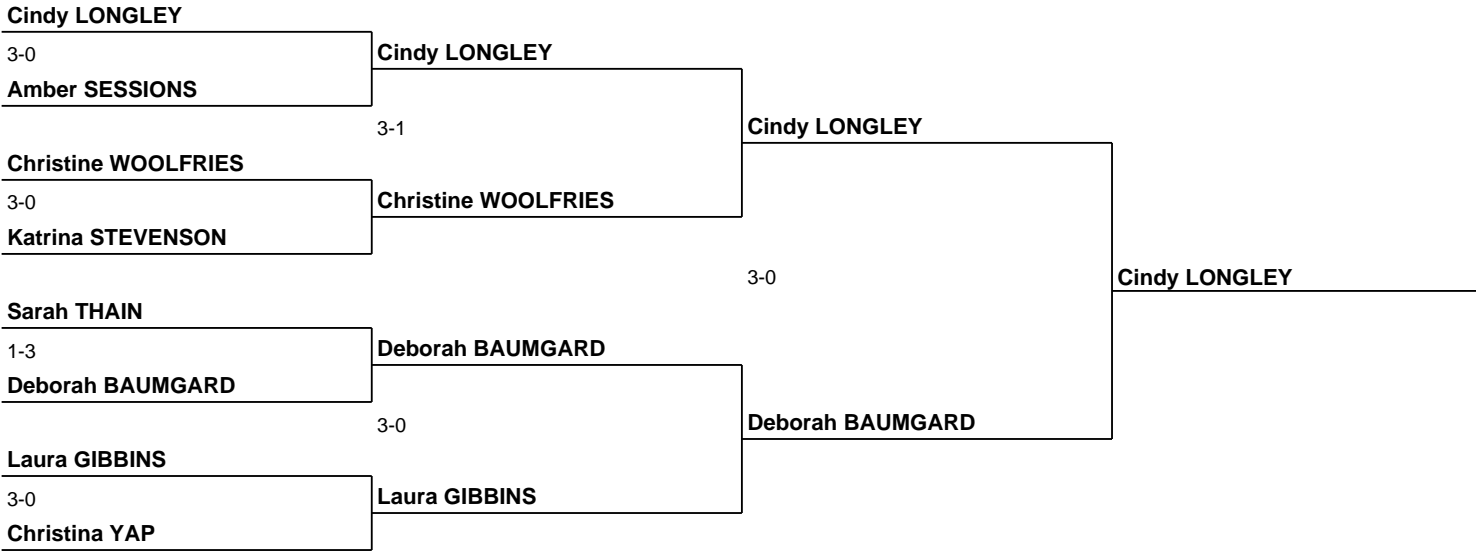 Cindy LONGLEY
3-0
Amber SESSIONS
Christine WOOLFRIES
3-0
Katrina STEVENSON
Sarah THAIN
1-3
Deborah BAUMGARD
Laura GIBBINS
3-0
Christina YAP
Cindy LONGLEY
3-1
Christine WOOLFRIES
Deborah BAUMGARD
3-0
Laura GIBBINS
Cindy LONGLEY
3-0
Deborah BAUMGARD
Cindy LONGLEY